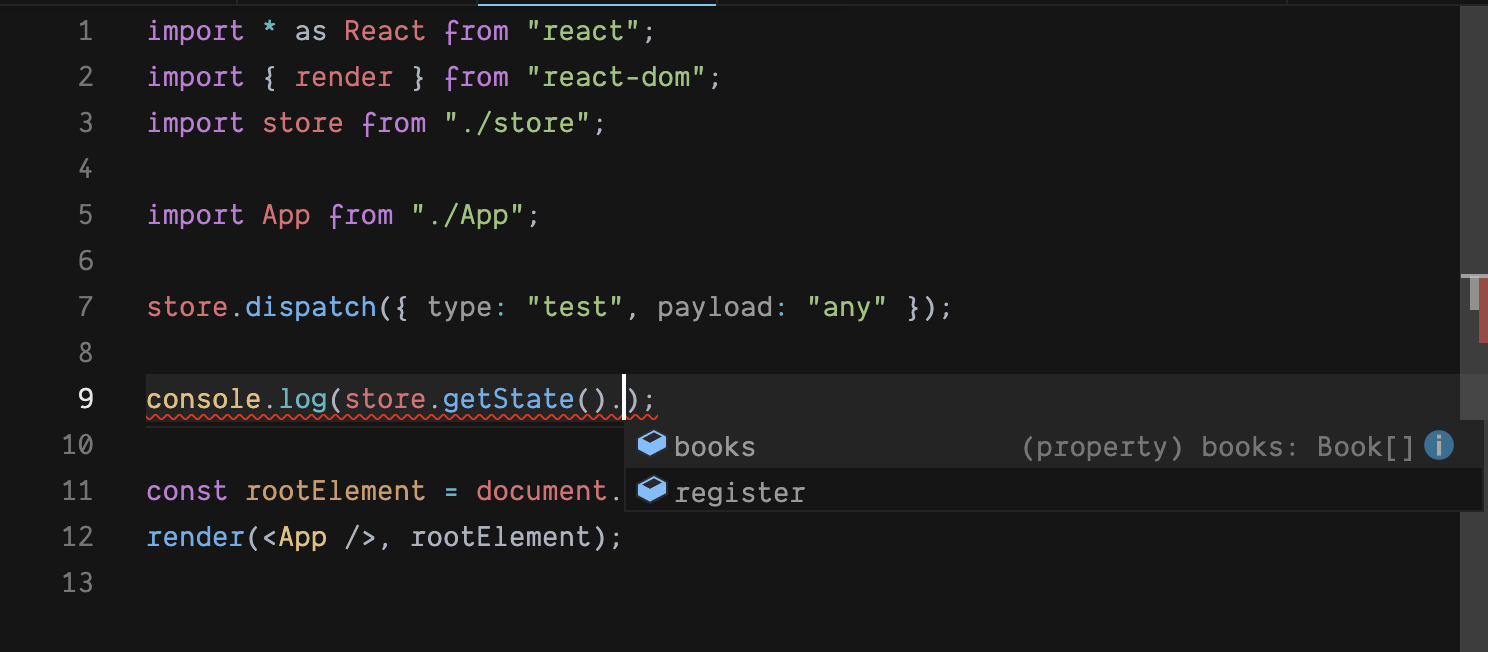 1 import * as React from "react";
2 import { render } from "react-dom";
3 import store from "./store";
4
5 import App from "./App";
6
7 store.dispatch({ type: "test", payload: "any" });
8
9 console.log(store.getState().);
books (property) books: Book[] i
10
11 const rootElement = document.
register
12 render(<App />, rootElement);
13